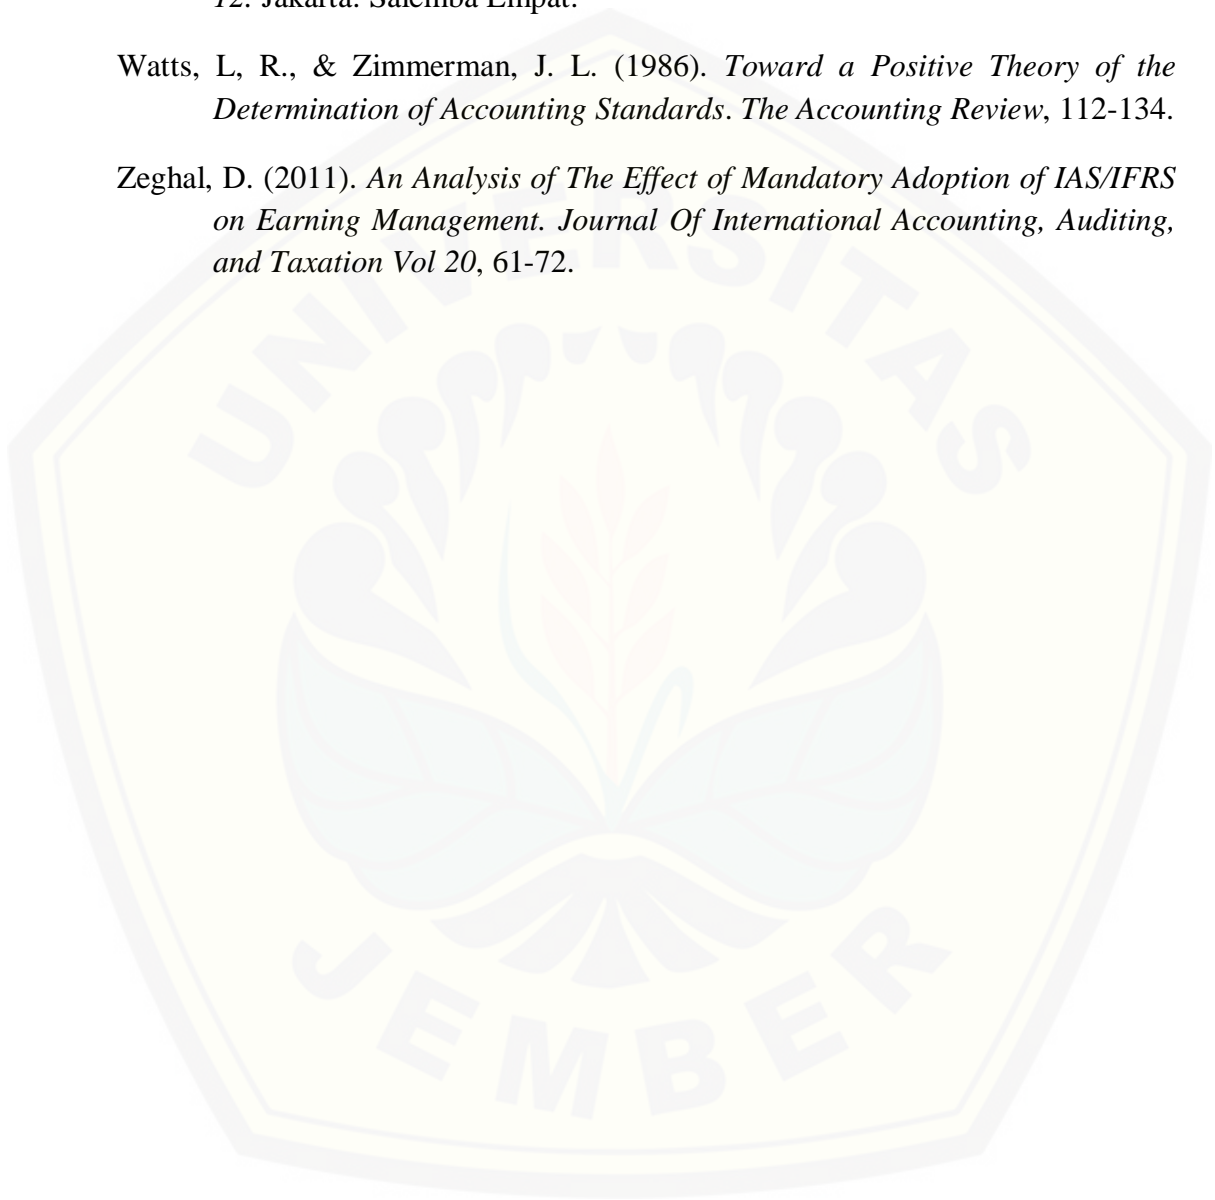 12. Jakarta: Salemba Empat.
Watts, L, R., & Zimmerman, J. L. (1986). Toward a Positive Theory of the
Determination of Accounting Standards. The Accounting Review, 112-134.
Zeghal, D. (2011). An Analysis of The Effect of Mandatory Adoption of IAS/IFRS
on Earning Management. Journal Of International Accounting, Auditing,
and Taxation Vol 20, 61-72.
UNIVERSITAS
JEMBER